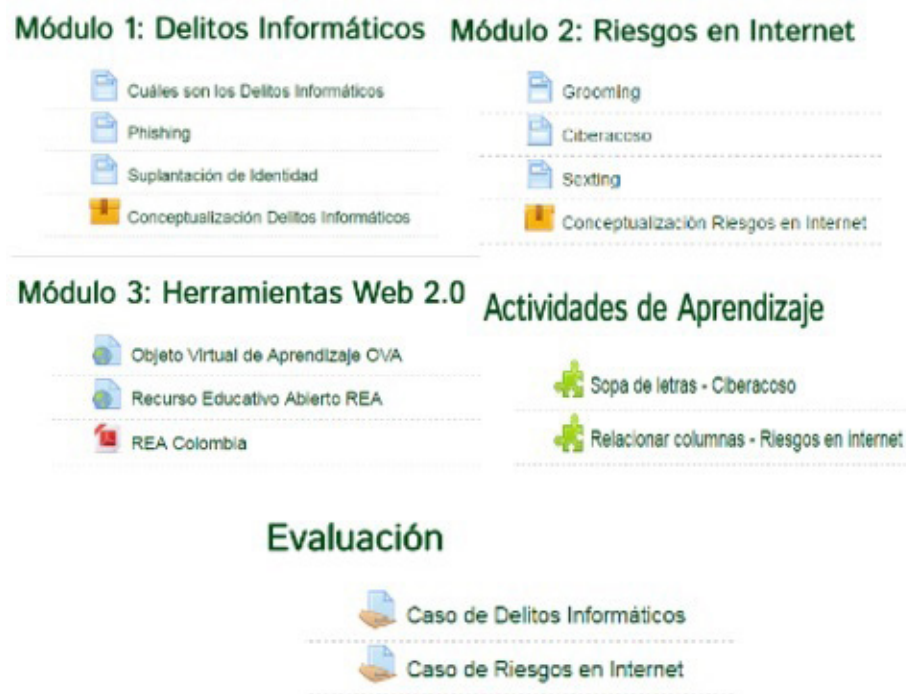 Módulo 1: Delitos Informáticos
Cuáles son los Delitos Informáticos
Phishing
Suplantación de Identidad
Conceptualización Delitos Informáticos
Módulo 2: Riesgos en Internet
Grooming
Ciberacoso
Sexting
Conceptualización Riesgos en Internet
Módulo 3: Herramientas Web 2.0
Objeto Virtual de Aprendizaje OVA
Recurso Educativo Abierto REA
REA Colombia
Actividades de Aprendizaje
Sopa de letras - Ciberacoso
Relacionar columnas - Riesgos en internet
Evaluación
Caso de Delitos Informáticos
Caso de Riesgos en Internet